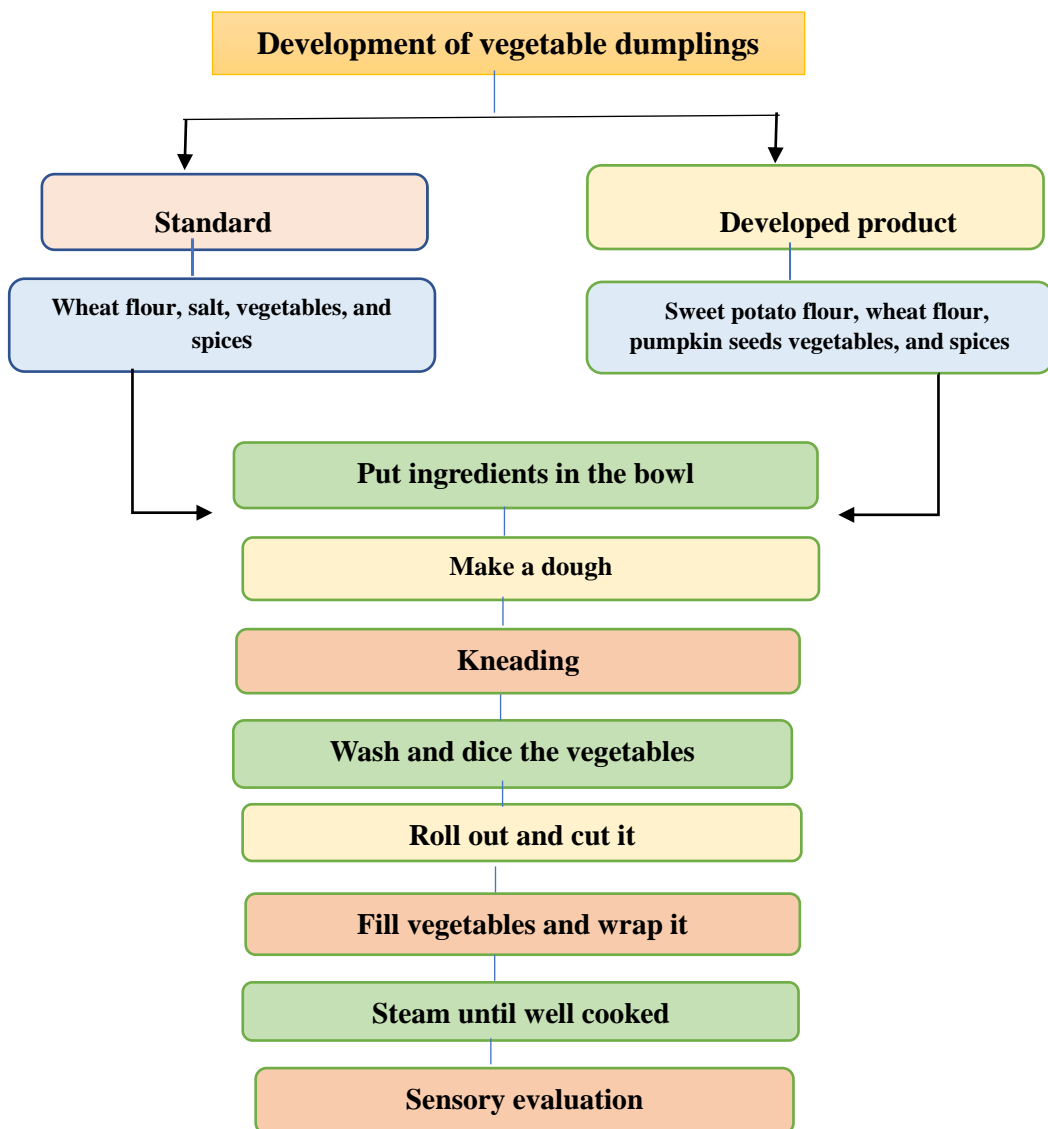 Development of vegetable dumplings
Standard
Developed product
Wheat flour, salt, vegetables, and
spices
Sweet potato flour, wheat flour,
pumpkin seeds vegetables, and spices
Put ingredients in the bowl
Make a dough
Kneading
Wash and dice the vegetables
Roll out and cut it
Fill vegetables and wrap it
Steam until well cooked
Sensory evaluation